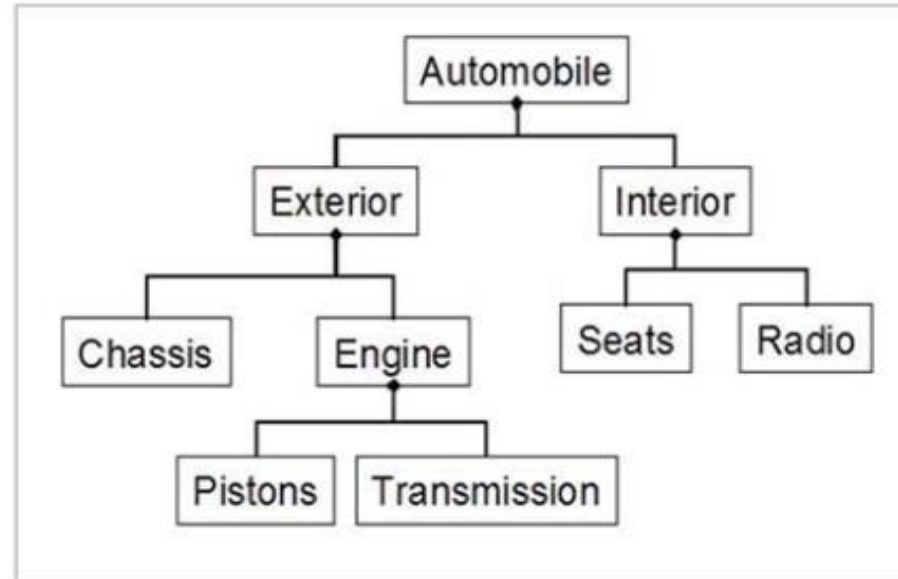 Automobile
Exterior
Interior
Chassis
Engine
Seats
Radio
Pistons
Transmission